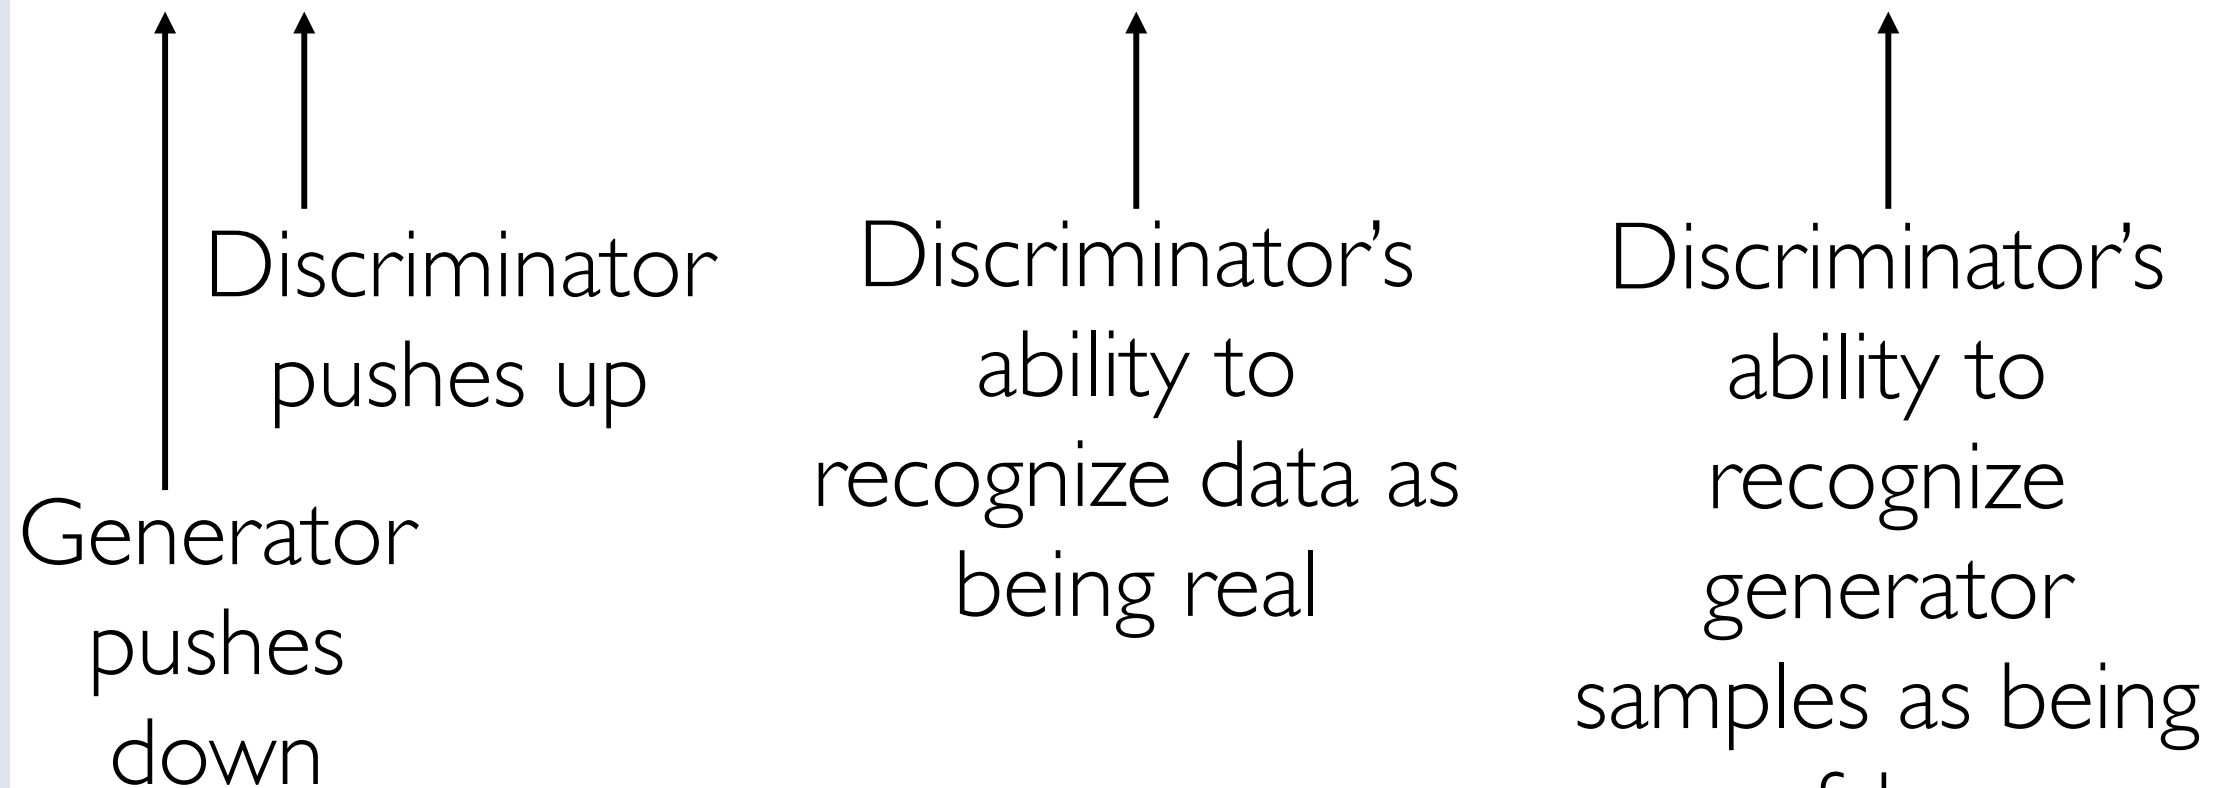 Discriminator
pushes up
Generator
pushes
down
Discriminator’s
ability to
recognize data as
being real
Discriminator’s
ability to
recognize
generator
samples as being